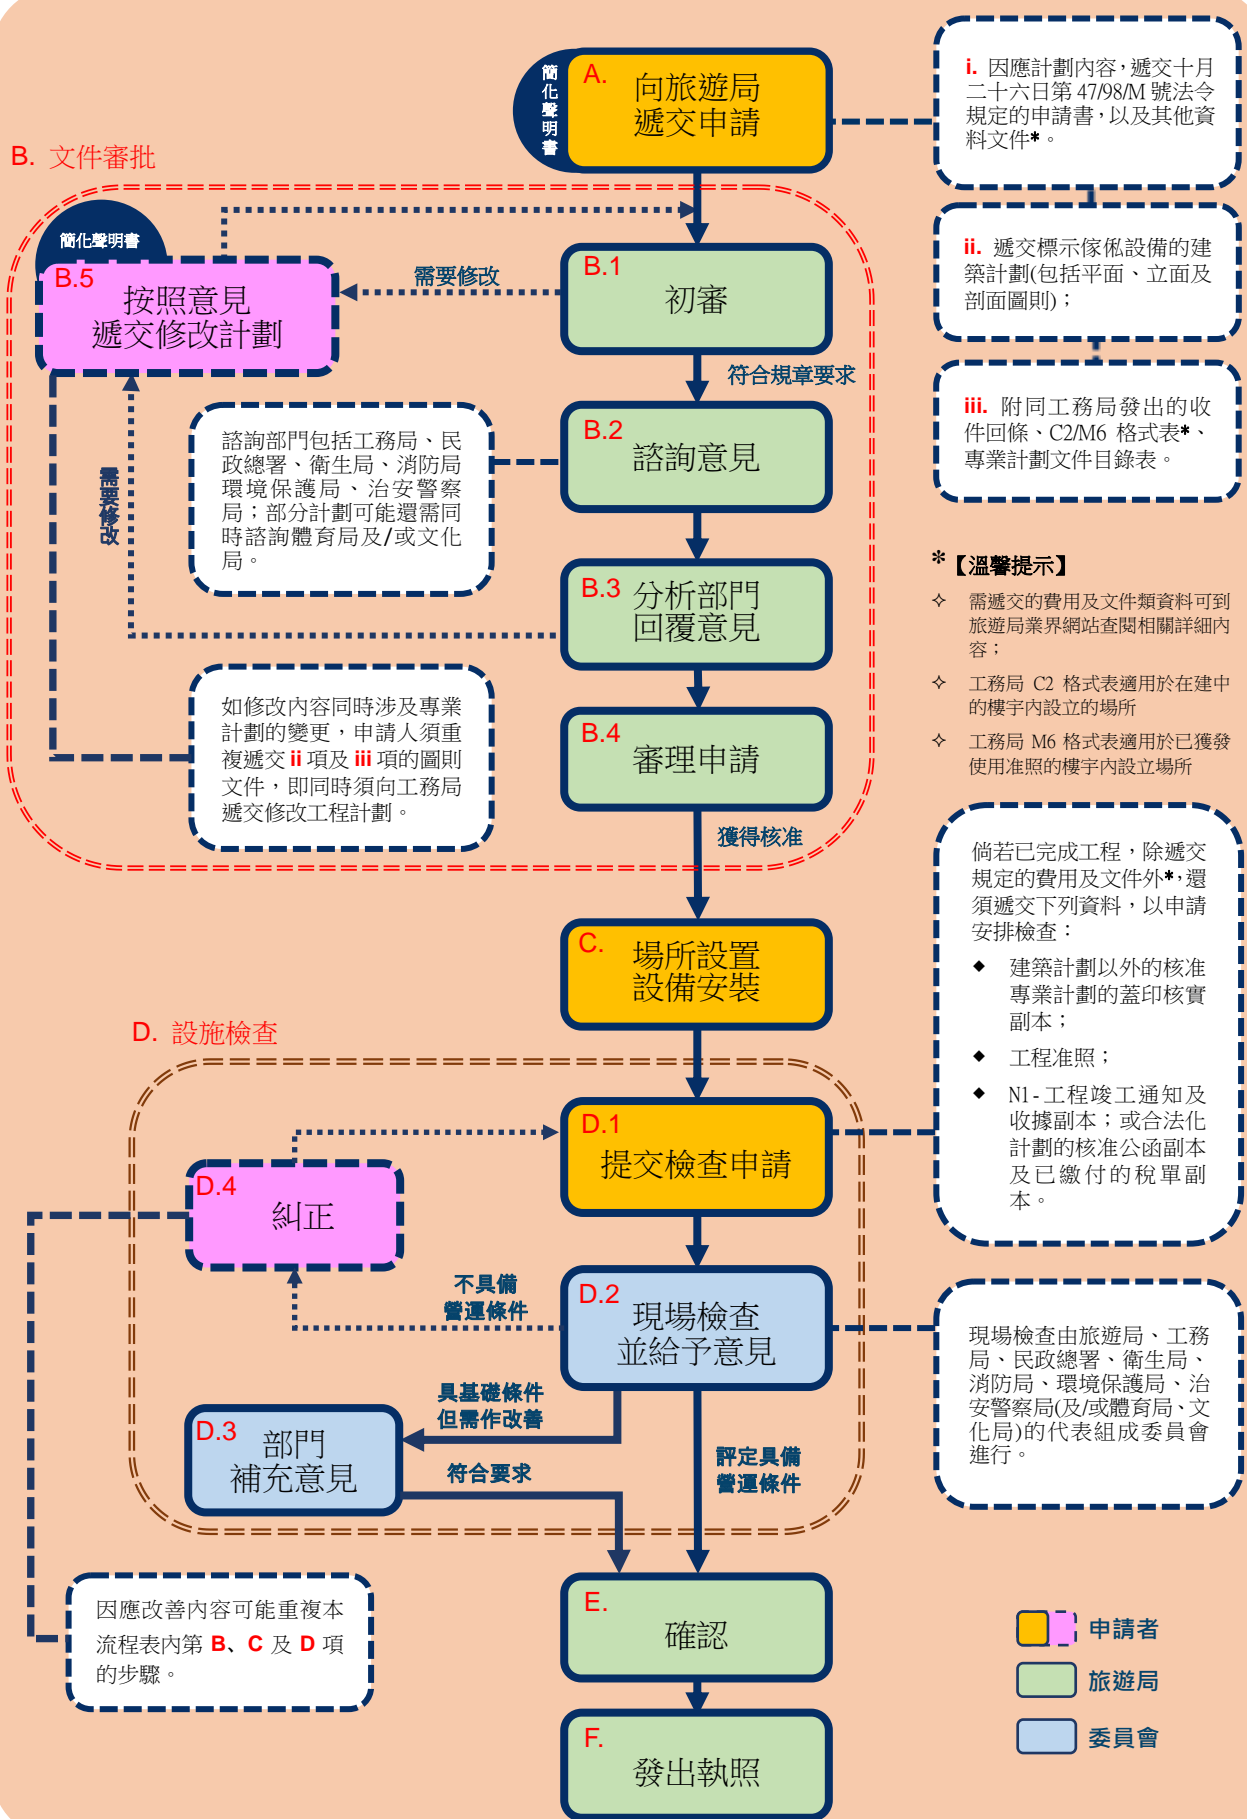 簡化聲明書
A. 向旅遊局
遞交申請
i. 因應計劃內容，遞交十月
二十六日第 47/98/M 號法令
規定的申請書，以及其他資
料文件*。
B. 文件審批
簡化聲明書
B.5 按照意見
遞交修改計劃
需要修改
B.1 初審
ii. 遞交標示傢俬設備的建
築計劃(包括平面、立面及
剖面圖則)；
符合規章要求
iii. 附同工務局發出的收
件回條、C2/M6 格式表*、
專業計劃文件目錄表。
諮詢部門包括工務局、民
政總署、衛生局、消防局
環境保護局、治安警察
局；部分計劃可能還需同
時諮詢體育局及/或文化
局。
B.2 諮詢意見
需要修改
B.3 分析部門
回覆意見
*【溫馨提示】
✧ 需遞交的費用及文件類資料可到
旅遊局業界網站查閱相關詳細內
容；
✧ 工務局 C2 格式表適用於在建中
的樓宇內設立的場所
✧ 工務局 M6 格式表適用於已獲發
使用准照的樓宇內設立場所
如修改內容同時涉及專業
計劃的變更，申請人須重
複遞交 ii 項及 iii 項的圖則
文件，即同時須向工務局
遞交修改工程計劃。
B.4 審理申請
獲得核准
倘若已完成工程，除遞交
規定的費用及文件外*，還
須遞交下列資料，以申請
安排檢查：
◆ 建築計劃以外的核准
專業計劃的蓋印核實
副本；
◆ 工程准照；
◆ N1-工程竣工通知及
收據副本；或合法化
計劃的核准公函副本
及已繳付的稅單副
本。
C. 場所設置
設備安裝
D. 設施檢查
D.1 提交檢查申請
D.4 糾正
不具備
營運條件
D.2 現場檢查
並給予意見
現場檢查由旅遊局、工務
局、民政總署、衛生局、
消防局、環境保護局、治
安警察局(及/或體育局、文
化局)的代表組成委員會
進行。
具基礎條件
但需作改善
D.3 部門
補充意見
符合要求
評定具備
營運條件
因應改善內容可能重複本
流程表內第 B、C 及 D 項
的步驟。
E. 確認
F. 發出執照
申請者
旅遊局
委員會